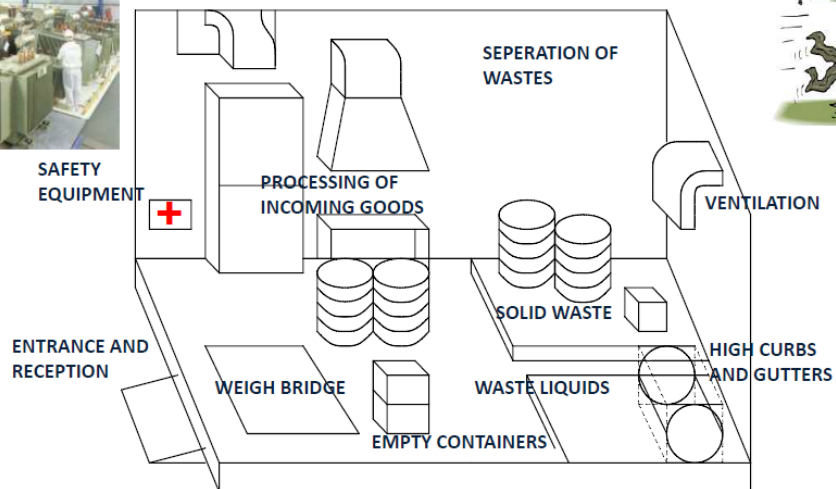 SEPERATION OF
WASTES
SAFETY
EQUIPMENT
PROCESSING OF
INCOMING GOODS
VENTILATION
SOLID WASTE
ENTRANCE AND
RECEPTION
HIGH CURBS
AND GUTTERS
WEIGH BRIDGE
WASTE LIQUIDS
EMPTY CONTAINERS